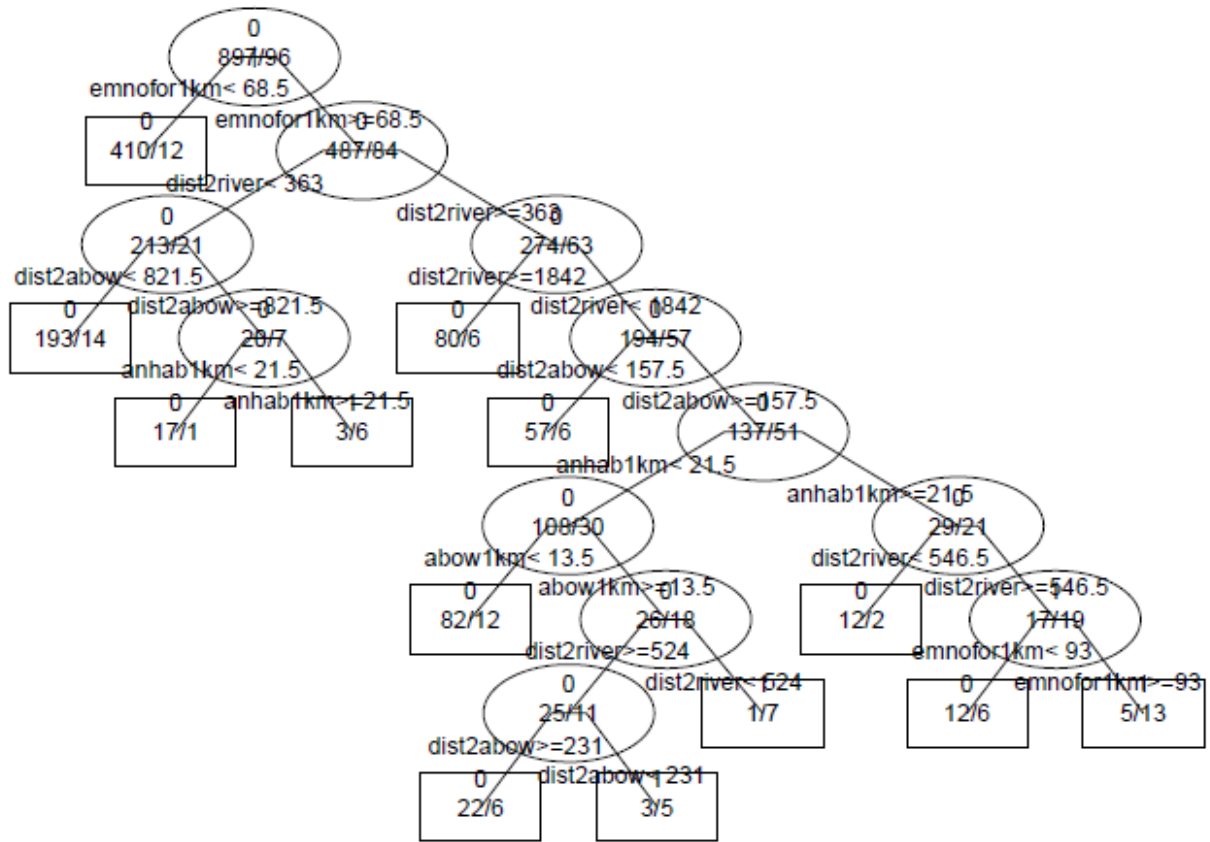 0
897/96
emnofor1km< 68.5
0
410/12
emnofor1km>=68.5
0
487/84
dist2river< 363
0
213/21
dist2river>=363
0
274/63
dist2abow< 821.5
0
193/14
dist2abow>=821.5
0
20/7
dist2river>=1842
0
80/6
dist2river< 1842
0
194/57
anhab1km< 21.5
0
17/1
anhab1km>=21.5
1
3/6
dist2abow< 157.5
0
57/6
dist2abow>=157.5
0
137/51
anhab1km< 21.5
0
108/30
anhab1km>=21.5
0
29/21
abow1km< 13.5
0
82/12
abow1km>=13.5
0
26/18
dist2river< 546.5
0
12/2
dist2river>=546.5
1
17/19
dist2river>=524
0
25/11
dist2river< 524
1
1/7
emnofor1km< 93
0
12/6
emnofor1km>=93
1
5/13
dist2abow>=231
0
22/6
dist2abow< 231
1
3/5